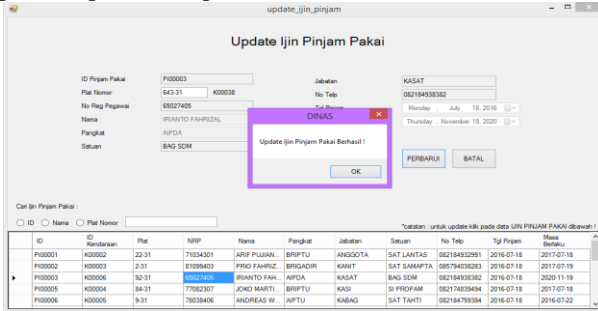 update_ijin_pinjam
Update Ijin Pinjam Pakai
ID Pinjam Pakai PI00003 Jabatan KASAT
Plat Nomor 643-31 K00038 No Telp 082184938382
No Reg Pegawai 65027405 Tgl Pinjam Monday , July 18, 2016
Nama IRIANTO FAHRIZAL Thursday , November 19, 2020
Pangkat AIPDA
Satuan BAG SDM
DINAS
Update Ijin Pinjam Pakai Berhasil !
OK
PERBARUI BATAL
Cari Ijin Pinjam Pakai :
ID Nama Plat Nomor
*catatan : untuk update klik pada data IJIN PINJAM PAKAI dibawah !
ID ID Kendaraan Plat NRP Nama Pangkat Jabatan Satuan No Telp Tgl Pinjam Masa Berlaku
PI00001 K00002 22-31 71034301 ARIF PUJIAN... BRIPTU ANGGOTA SAT LANTAS 082184932991 2016-07-18 2017-07-18
PI00002 K00003 2-31 81099403 FRIO FAHRIZ... BRIGADIR KANIT SAT SAMAPTA 085794038283 2016-07-18 2017-07-19
PI00003 K00006 92-31 65027405 IRIANTO FAH... AIPDA KASAT BAG SDM 082184938382 2016-07-18 2020-11-19
PI00005 K00004 84-31 77082307 JOKO MARTI... BRIPTU KASI SI PROPAM 082174839494 2016-07-18 2017-07-18
PI00006 K00005 9-31 78038406 ANDREAS W... AIPTU KABAG SAT TAHTI 082184759384 2016-07-18 2016-07-22